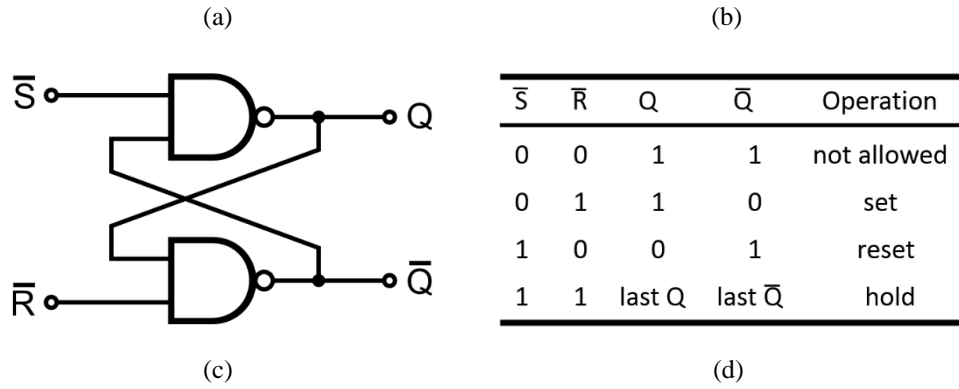 (a) (b)
S̅ Q
R̅ Q̅
S̅ R̅ Q Q̅ Operation
0 0 1 1 not allowed
0 1 1 0 set
1 0 0 1 reset
1 1 last Q last Q̅ hold
(c) (d)